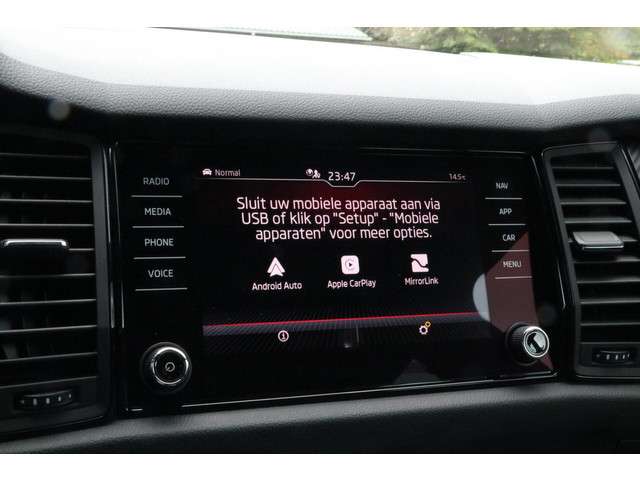 Normal
23:47
14.5°C
RADIO
MEDIA
PHONE
VOICE
Sluit uw mobiele apparaat aan via
USB of klik op "Setup" - "Mobiele
apparaten" voor meer opties.
Android Auto
Apple CarPlay
MirrorLink
NAV
APP
CAR
MENU